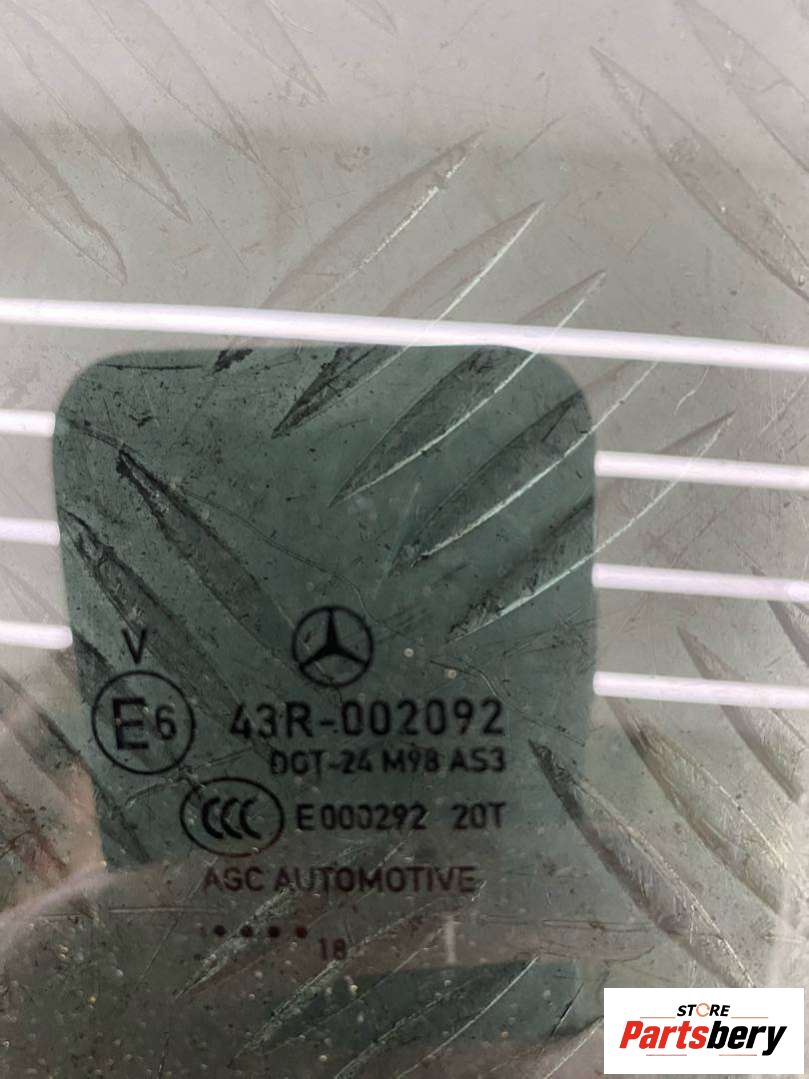 V
E6 43R-002092
DOT-24 M98 AS3
CCC E000292 20T
AGC AUTOMOTIVE
18
STORE
Partsbery